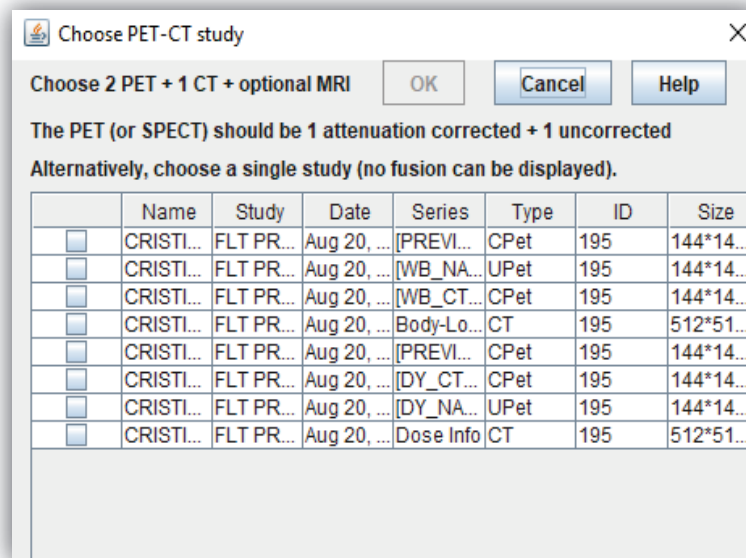 Choose PET-CT study
Choose 2 PET + 1 CT + optional MRI OK Cancel Help
The PET (or SPECT) should be 1 attenuation corrected + 1 uncorrected
Alternatively, choose a single study (no fusion can be displayed).
Name Study Date Series Type ID Size
CRISTI... FLT PR... Aug 20, ... [PREVI... CPet 195 144*14...
CRISTI... FLT PR... Aug 20, ... [WB_NA... UPet 195 144*14...
CRISTI... FLT PR... Aug 20, ... [WB_CT... CPet 195 144*14...
CRISTI... FLT PR... Aug 20, ... Body-Lo... CT 195 512*51...
CRISTI... FLT PR... Aug 20, ... [PREVI... CPet 195 144*14...
CRISTI... FLT PR... Aug 20, ... [DY_CT... CPet 195 144*14...
CRISTI... FLT PR... Aug 20, ... [DY_NA... UPet 195 144*14...
CRISTI... FLT PR... Aug 20, ... Dose Info CT 195 512*51...